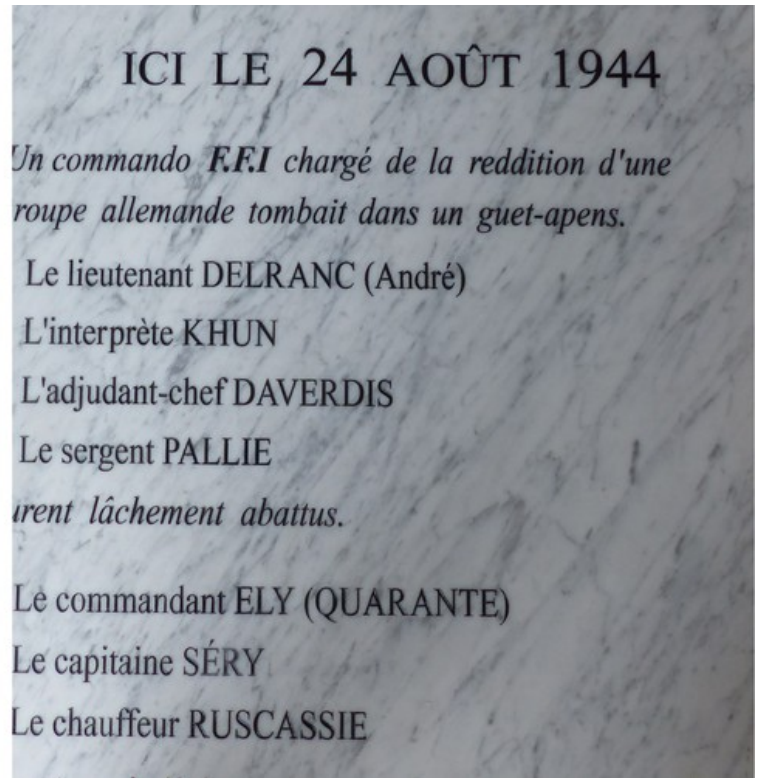 ICI LE 24 AOÛT 1944
Un commando F.F.I chargé de la reddition d'une
roupe allemande tombait dans un guet-apens.
Le lieutenant DELRANC (André)
L'interprète KHUN
L'adjudant-chef DAVERDIS
Le sergent PALLIE
urent lâchement abattus.
Le commandant ELY (QUARANTE)
Le capitaine SÉRY
Le chauffeur RUSCASSIE